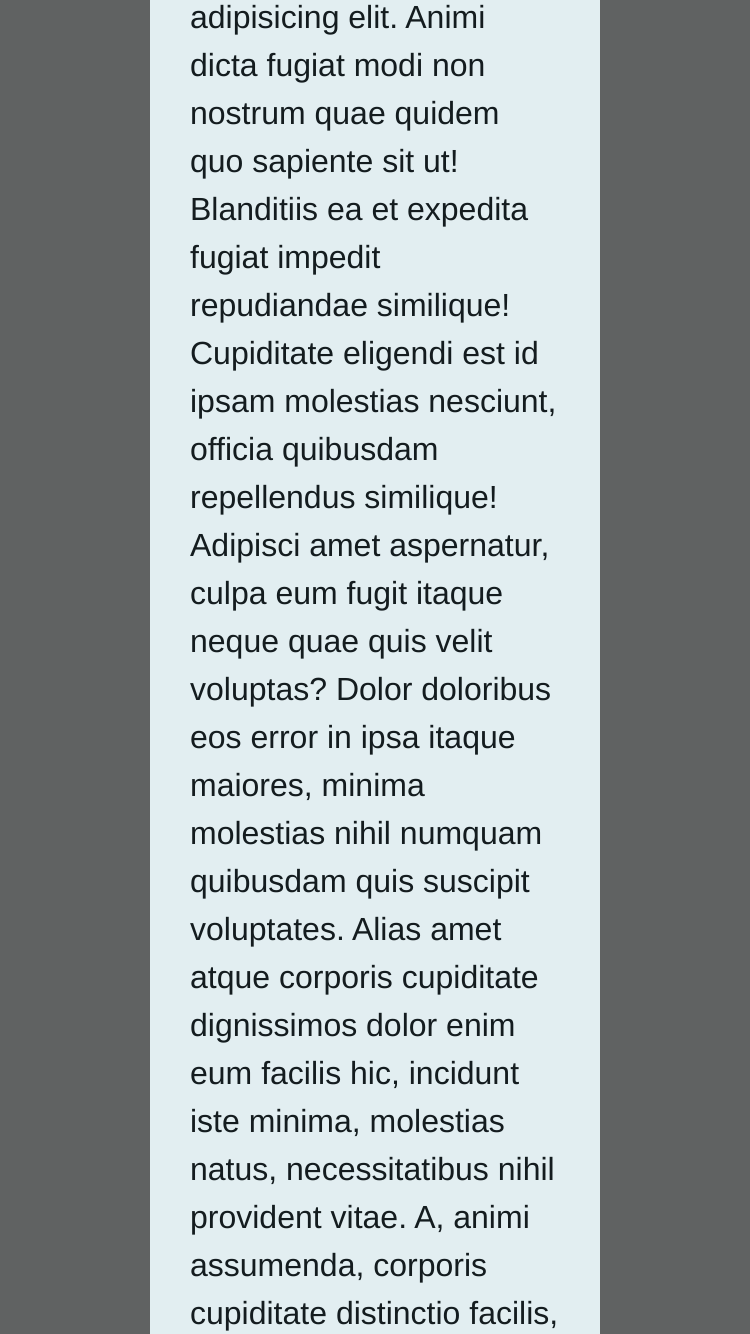 adipisicing elit. Animi
dicta fugiat modi non
nostrum quae quidem
quo sapiente sit ut!
Blanditiis ea et expedita
fugiat impedit
repudiandae similique!
Cupiditate eligendi est id
ipsam molestias nesciunt,
officia quibusdam
repellendus similique!
Adipisci amet aspernatur,
culpa eum fugit itaque
neque quae quis velit
voluptas? Dolor doloribus
eos error in ipsa itaque
maiores, minima
molestias nihil numquam
quibusdam quis suscipit
voluptates. Alias amet
atque corporis cupiditate
dignissimos dolor enim
eum facilis hic, incidunt
iste minima, molestias
natus, necessitatibus nihil
provident vitae. A, animi
assumenda, corporis
cupiditate distinctio facilis,